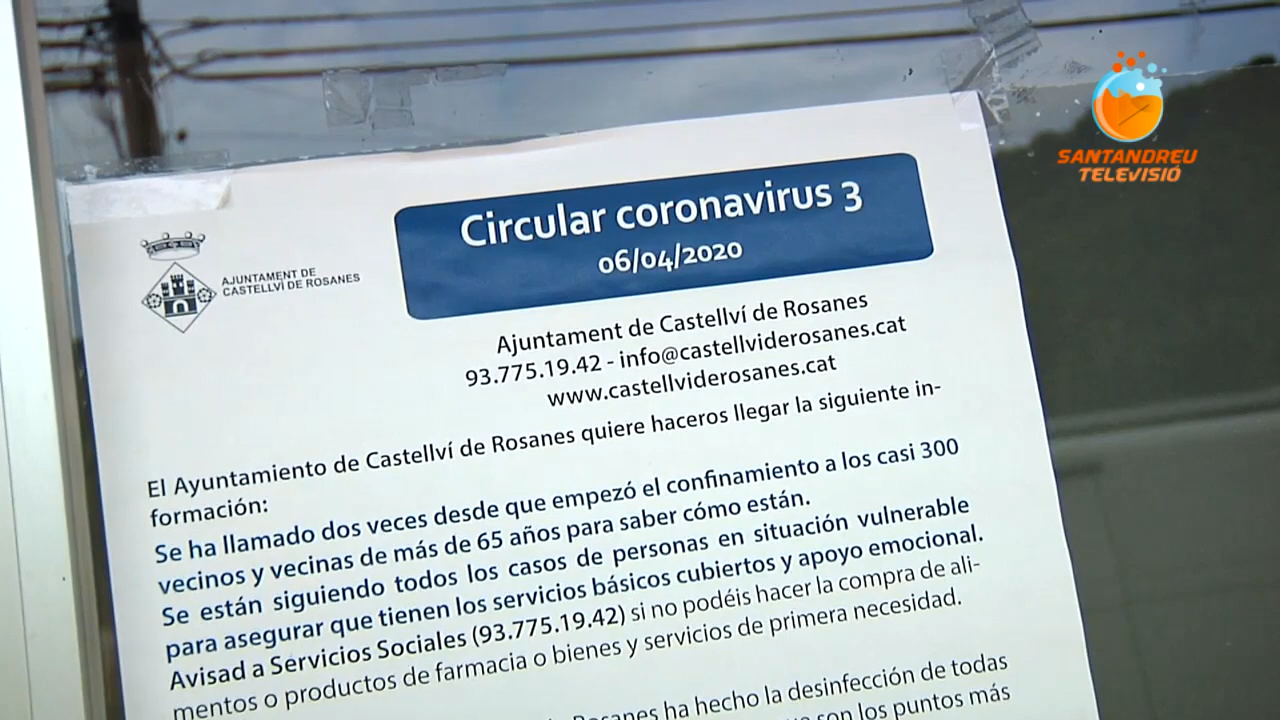 SANTANDREU
TELEVISIÓ
Circular coronavirus 3
06/04/2020
AJUNTAMENT DE
CASTELLVÍ DE ROSANES
Ajuntament de Castellví de Rosanes
93.775.19.42 - info@castellviderosanes.cat
www.castellviderosanes.cat
El Ayuntamiento de Castellví de Rosanes quiere haceros llegar la siguiente in-
formación:
Se ha llamado dos veces desde que empezó el confinamiento a los casi 300
vecinos y vecinas de más de 65 años para saber cómo están.
Se están siguiendo todos los casos de personas en situación vulnerable
para asegurar que tienen los servicios básicos cubiertos y apoyo emocional.
Avisad a Servicios Sociales (93.775.19.42) si no podéis hacer la compra de ali-
mentos o productos de farmacia o bienes y servicios de primera necesidad.
Rosanes ha hecho la desinfección de todas
son los puntos más